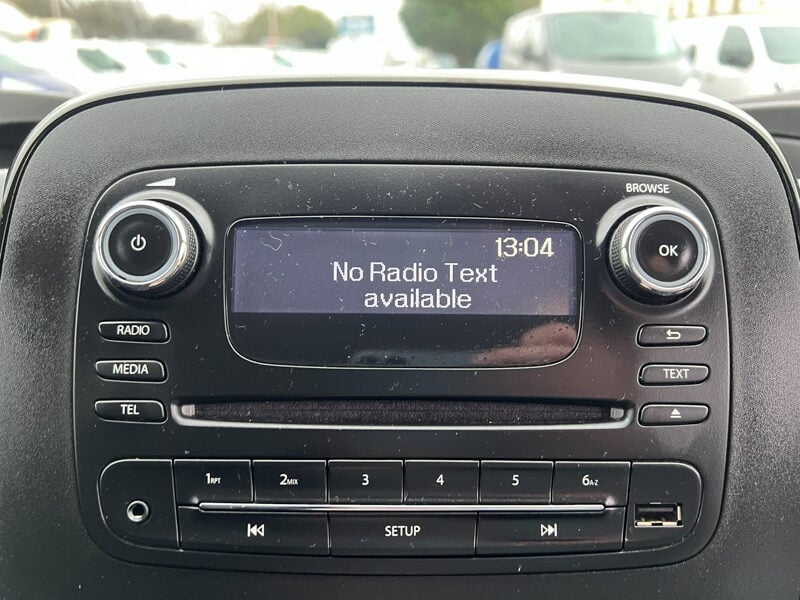 BROWSE
13:04
No Radio Text
available
OK
RADIO
MEDIA
TEXT
TEL
1RPT 2MIX 3 4 5 6A-Z
SETUP